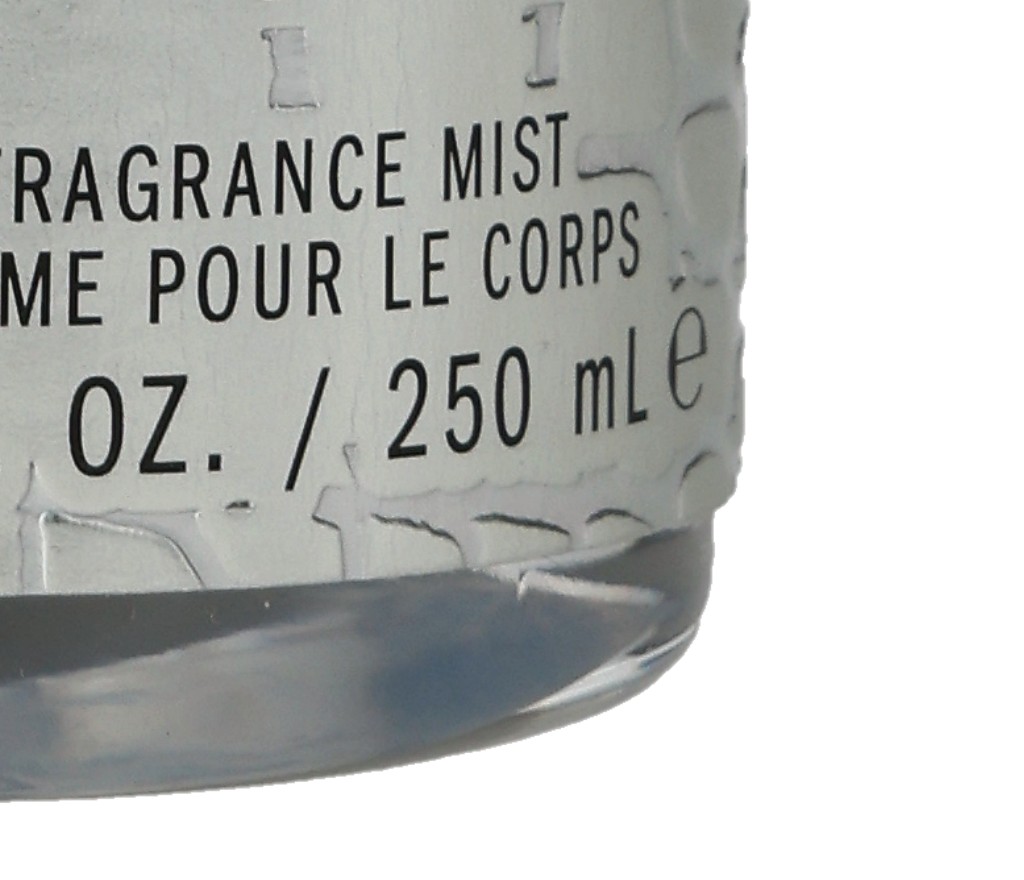 FRAGRANCE MIST
ME POUR LE CORPS
OZ. / 250 mL e